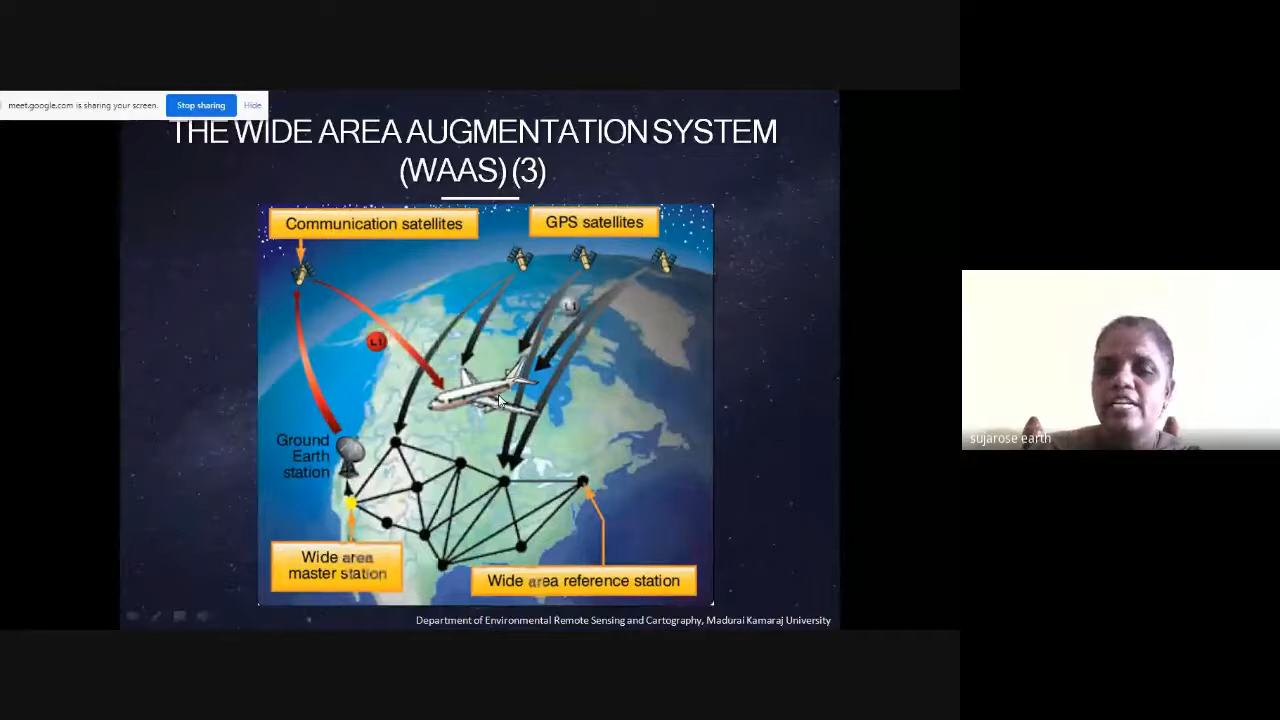 meet.google.com is sharing your screen.
Stop sharing
Hide
THE WIDE AREA AUGMENTATION SYSTEM
(WAAS) (3)
Communication satellites
GPS satellites
L1
L1
Ground
Earth
station
Wide area
master station
Wide area reference station
Department of Environmental Remote Sensing and Cartography, Madurai Kamaraj University
sujarose earth